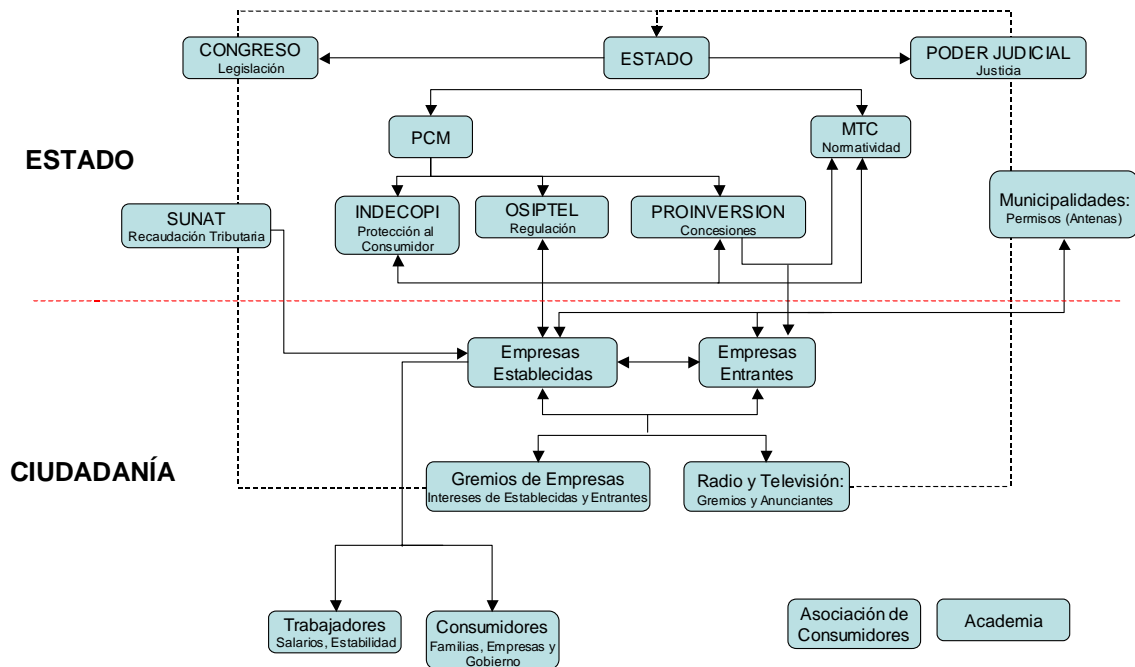 CONGRESO
Legislación
ESTADO
PODER JUDICIAL
Justicia
PCM
MTC
Normatividad
ESTADO
SUNAT
Recaudación Tributaria
INDECOPI
Protección al
Consumidor
OSIPTEL
Regulación
PROINVERSION
Concesiones
Municipalidades:
Permisos (Antenas)
Empresas
Establecidas
Empresas
Entrantes
CIUDADANÍA
Gremios de Empresas
Intereses de Establecidas y Entrantes
Radio y Televisión:
Gremios y Anunciantes
Trabajadores
Salarios, Estabilidad
Consumidores
Familias, Empresas y
Gobierno
Asociación de
Consumidores
Academia